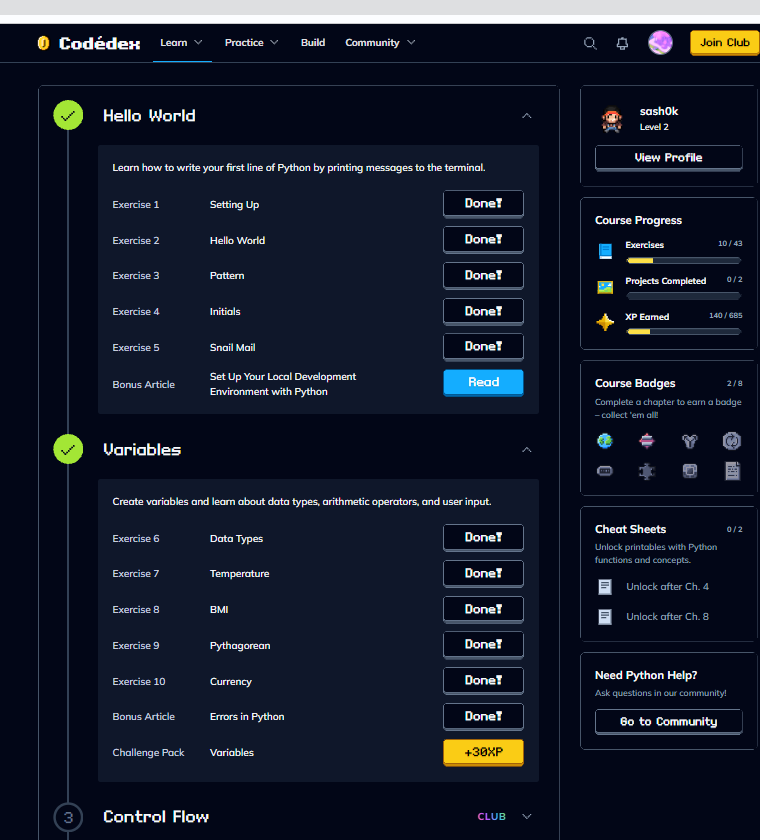 Codédex
Learn
Practice
Build
Community
Join Club
Hello World
Learn how to write your first line of Python by printing messages to the terminal.
Exercise 1 Setting Up Done!
Exercise 2 Hello World Done!
Exercise 3 Pattern Done!
Exercise 4 Initials Done!
Exercise 5 Snail Mail Done!
Bonus Article Set Up Your Local Development
Environment with Python Read
Variables
Create variables and learn about data types, arithmetic operators, and user input.
Exercise 6 Data Types Done!
Exercise 7 Temperature Done!
Exercise 8 BMI Done!
Exercise 9 Pythagorean Done!
Exercise 10 Currency Done!
Bonus Article Errors in Python Done!
Challenge Pack Variables +30XP
3 Control Flow CLUB
sash0k
Level 2
View Profile
Course Progress
Exercises 10 / 43
Projects Completed 0 / 2
XP Earned 140 / 685
Course Badges 2 / 8
Complete a chapter to earn a badge
– collect 'em all!
Cheat Sheets 0 / 2
Unlock printables with Python
functions and concepts.
Unlock after Ch. 4
Unlock after Ch. 8
Need Python Help?
Ask questions in our community!
Go to Community